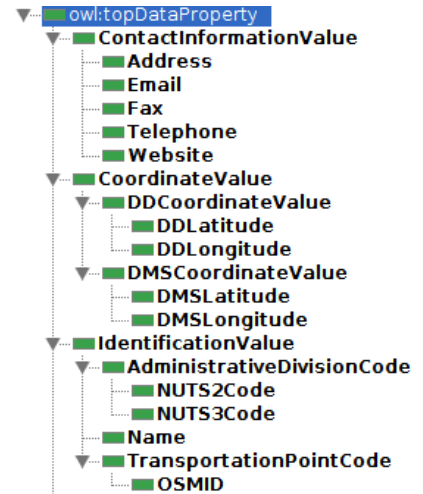 owl:topDataProperty
ContactInformationValue
Address
Email
Fax
Telephone
Website
CoordinateValue
DDCoordinateValue
DDLatitude
DDLongitude
DMSCoordinateValue
DMSLatitude
DMSLongitude
IdentificationValue
AdministrativeDivisionCode
NUTS2Code
NUTS3Code
Name
TransportationPointCode
OSMID